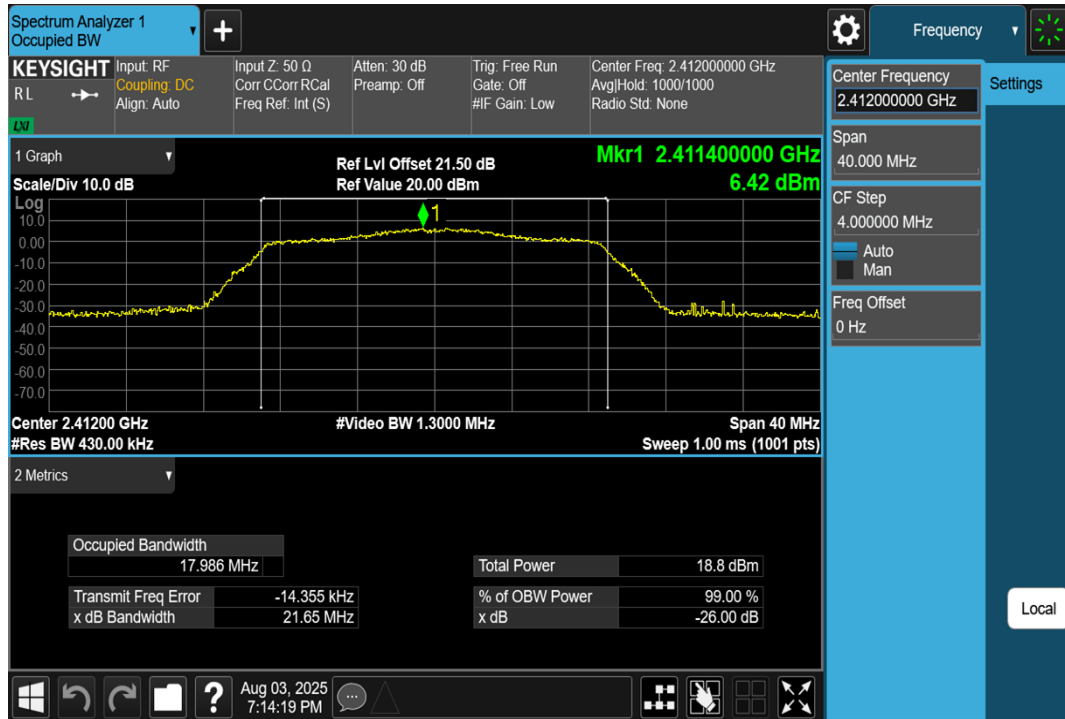 Spectrum Analyzer 1
Occupied BW
+
Frequency
KEYSIGHT
RL
LXI
Input: RF
Coupling: DC
Align: Auto
Input Z: 50 Ω
Corr CCorr RCal
Freq Ref: Int (S)
Atten: 30 dB
Preamp: Off
Trig: Free Run
Gate: Off
#IF Gain: Low
Center Freq: 2.412000000 GHz
Avg|Hold: 1000/1000
Radio Std: None
Center Frequency
2.412000000 GHz
Settings
Span
40.000 MHz
CF Step
4.000000 MHz
Auto
Man
Freq Offset
0 Hz
Local
1 Graph
Scale/Div 10.0 dB
Ref Lvl Offset 21.50 dB
Ref Value 20.00 dBm
Mkr1 2.411400000 GHz
6.42 dBm
Log
10.0
0.00
-10.0
-20.0
-30.0
-40.0
-50.0
-60.0
-70.0
1
Center 2.41200 GHz
#Video BW 1.3000 MHz
Span 40 MHz
#Res BW 430.00 kHz
Sweep 1.00 ms (1001 pts)
2 Metrics
Occupied Bandwidth
17.986 MHz
Total Power 18.8 dBm
Transmit Freq Error -14.355 kHz
% of OBW Power 99.00 %
x dB Bandwidth 21.65 MHz
x dB -26.00 dB
?
Aug 03, 2025
7:14:19 PM